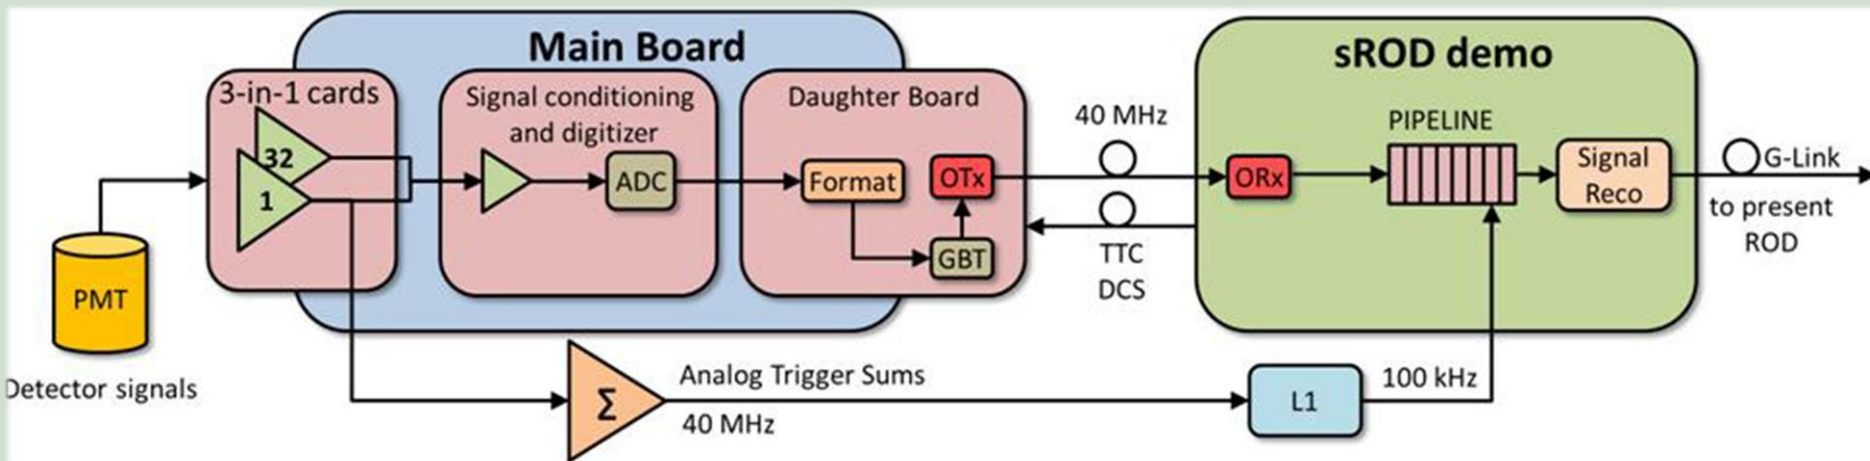 Main Board
sROD demo
3-in-1 cards
Signal conditioning
and digitizer
Daughter Board
40 MHz
PIPELINE
32
1
ADC
Format
OTx
ORx
Signal
Reco
G-Link
to present
ROD
GBT
TTC
DCS
PMT
Detector signals
Σ
Analog Trigger Sums
40 MHz
L1
100 kHz